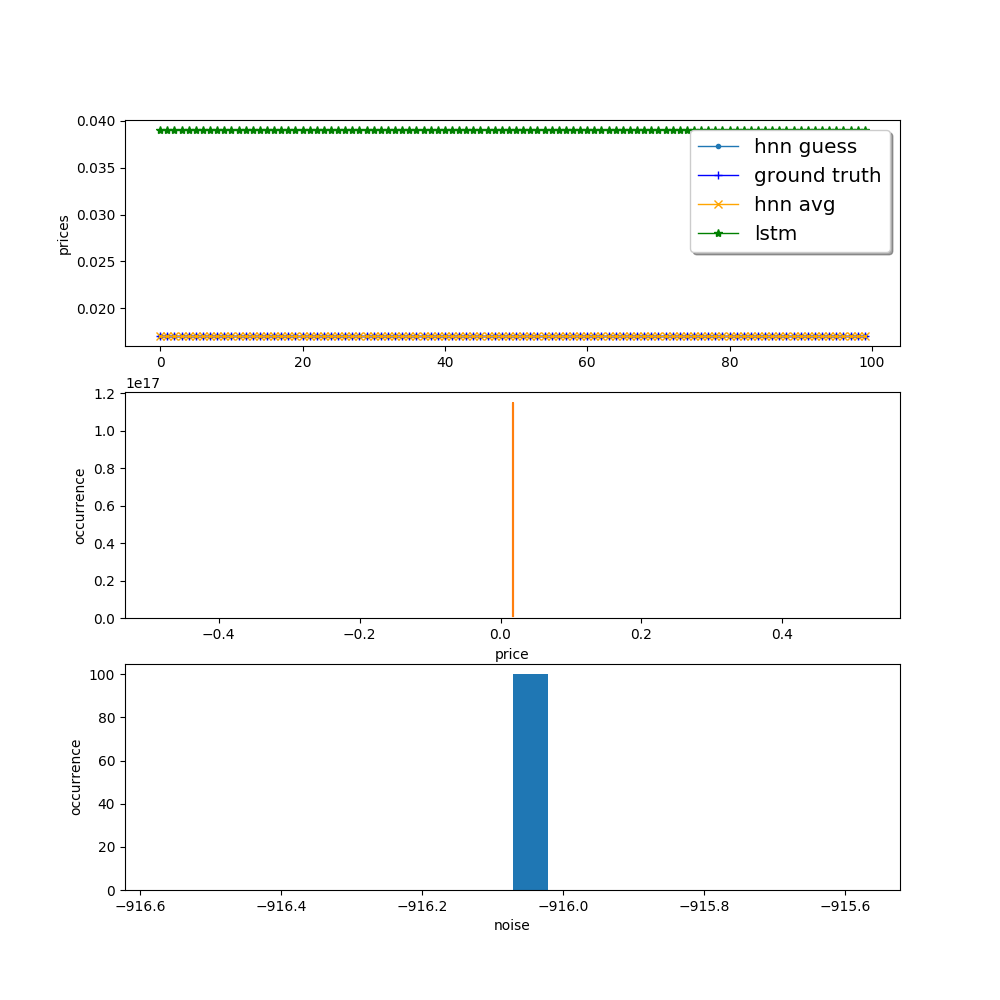 0.040
0.035
0.030
0.025
0.020
prices
hnn guess
ground truth
hnn avg
lstm
0 20 40 60 80 100
1e17
1.2
1.0
0.8
0.6
0.4
0.2
0.0
occurrence
−0.4 −0.2 0.0 0.2 0.4
price
100
80
60
40
20
0
occurrence
−916.6 −916.4 −916.2 −916.0 −915.8 −915.6
noise